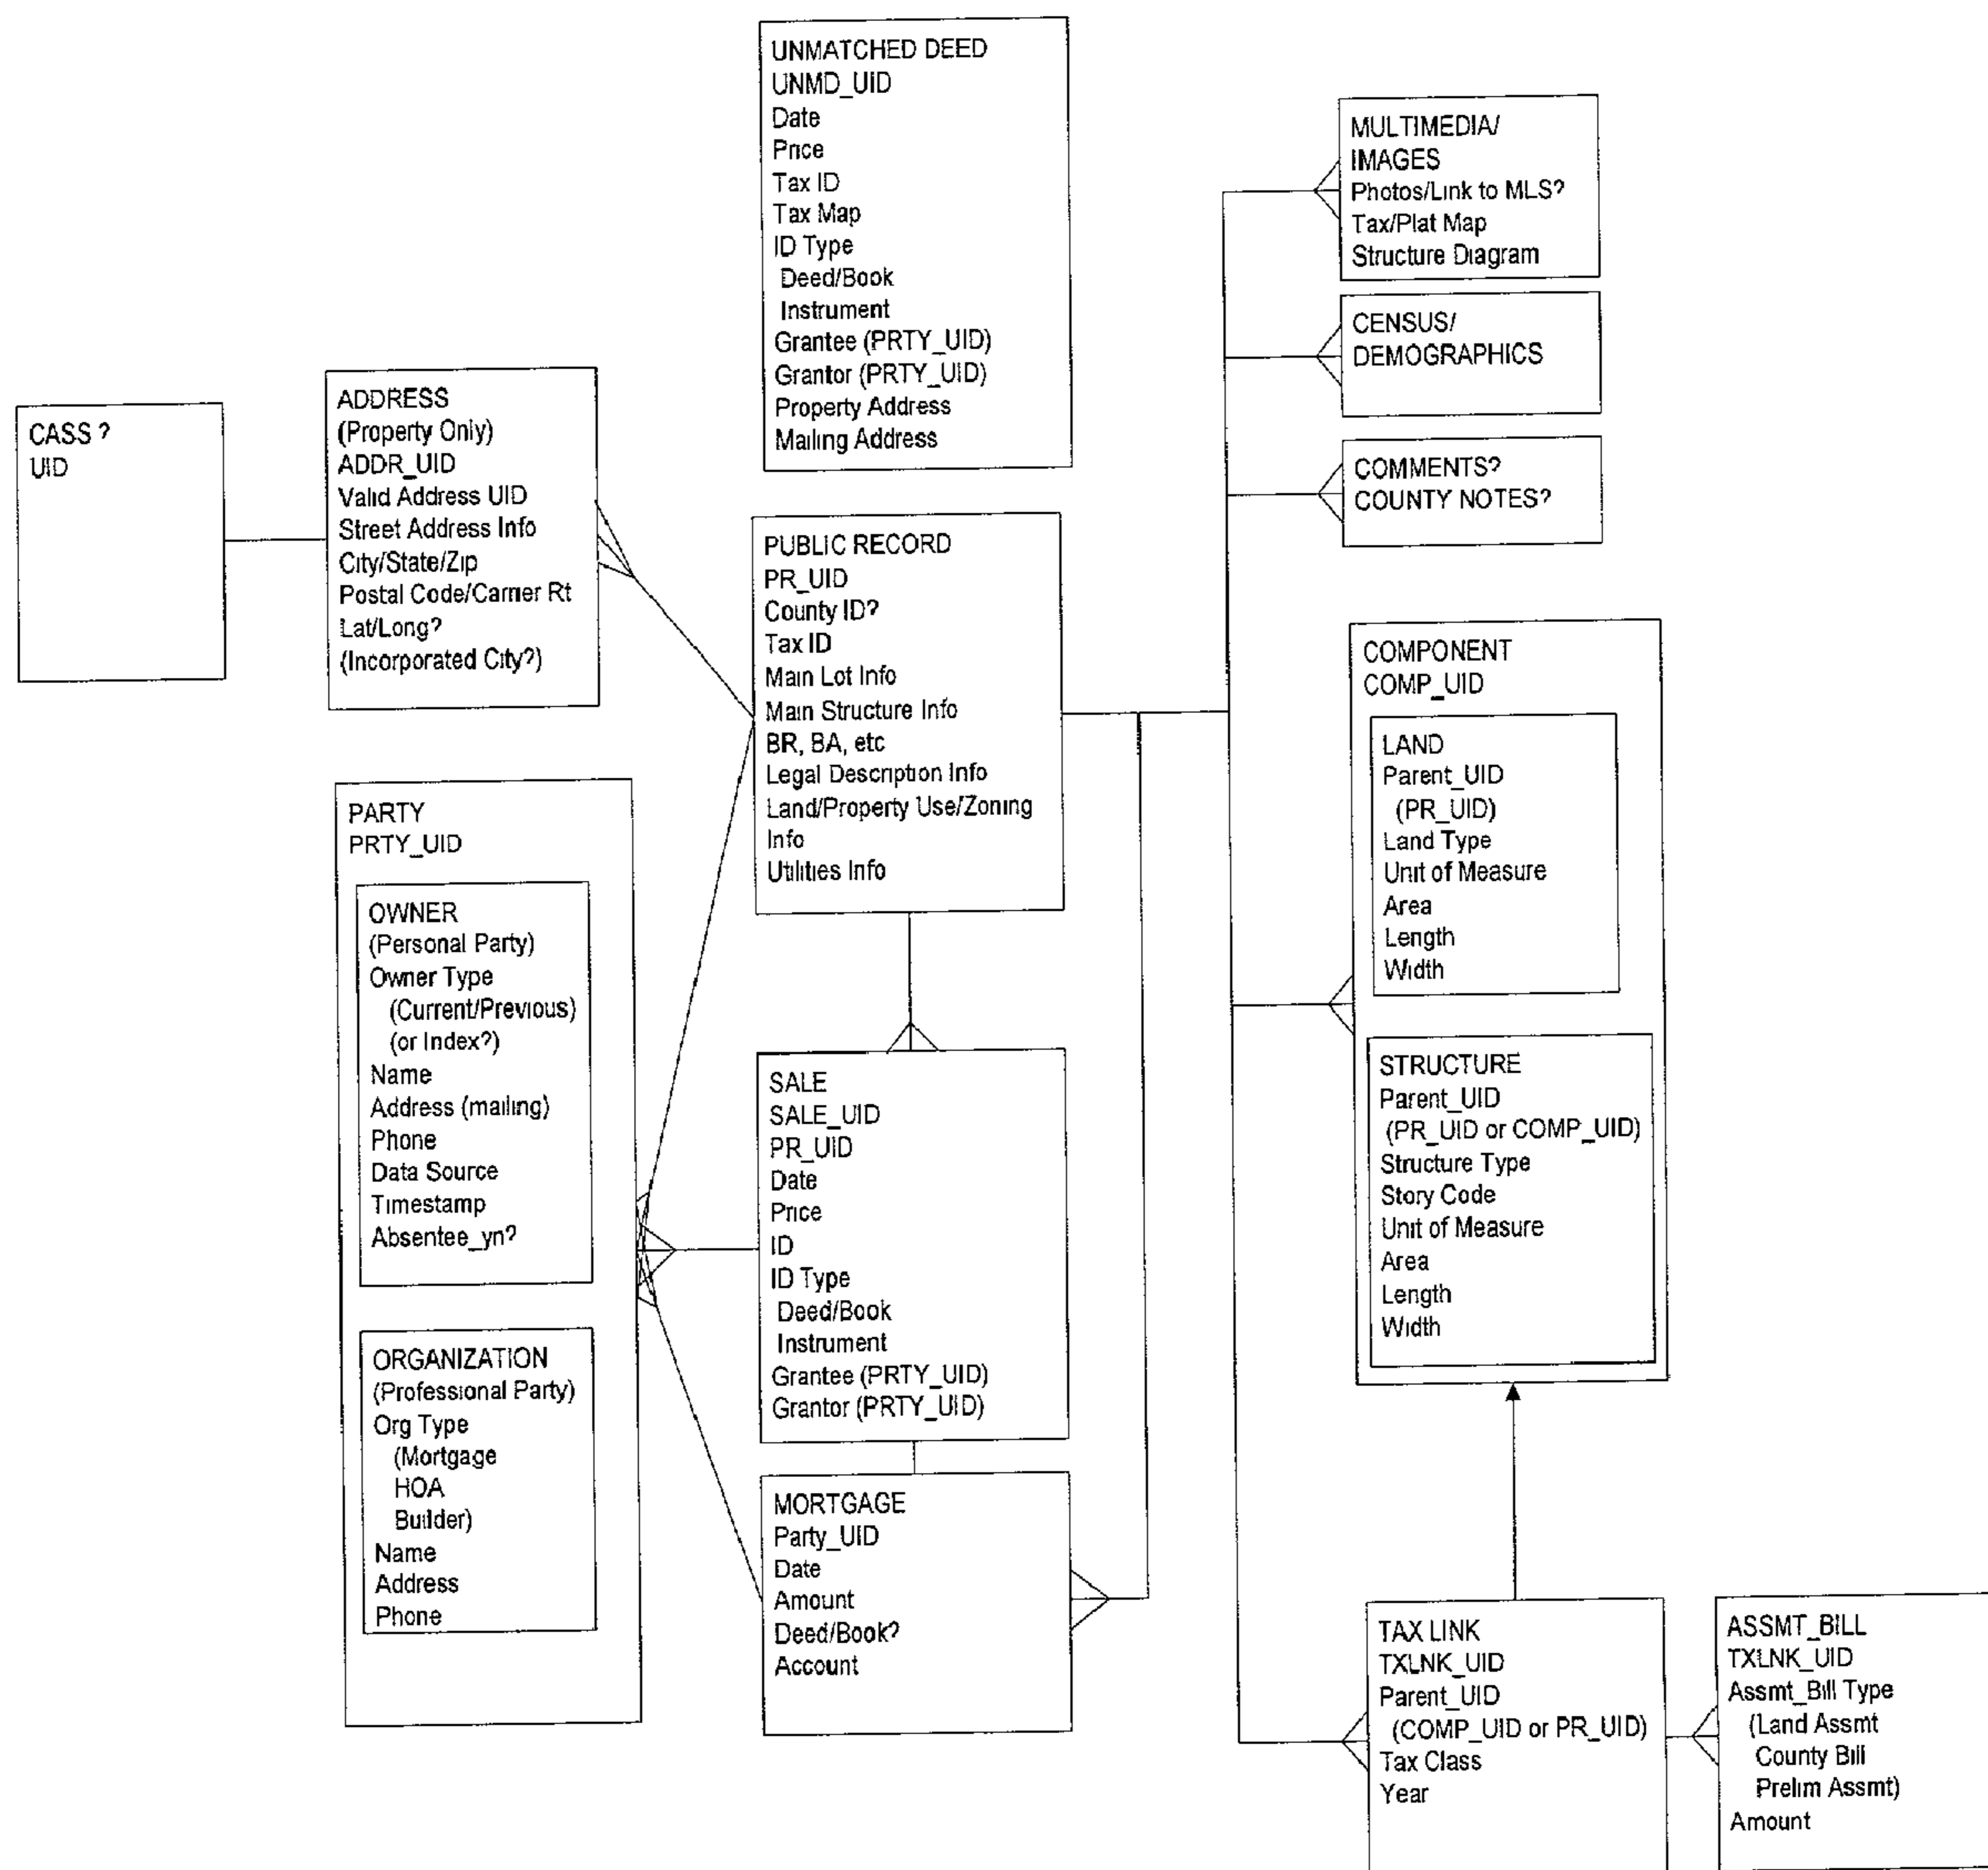 CASS ?
UID
ADDRESS
(Property Only)
ADDR_UID
Valid Address UID
Street Address Info
City/State/Zip
Postal Code/Carrier Rt
Lat/Long?
(Incorporated City?)
PARTY
PRTY_UID
OWNER
(Personal Party)
Owner Type
(Current/Previous)
(or Index?)
Name
Address (mailing)
Phone
Data Source
Timestamp
Absentee_yn?
ORGANIZATION
(Professional Party)
Org Type
(Mortgage
HOA
Builder)
Name
Address
Phone
UNMATCHED DEED
UNMD_UID
Date
Price
Tax ID
Tax Map
ID Type
Deed/Book
Instrument
Grantee (PRTY_UID)
Grantor (PRTY_UID)
Property Address
Mailing Address
PUBLIC RECORD
PR_UID
County ID?
Tax ID
Main Lot Info
Main Structure Info
BR, BA, etc
Legal Description Info
Land/Property Use/Zoning
Info
Utilities Info
SALE
SALE_UID
PR_UID
Date
Price
ID
ID Type
Deed/Book
Instrument
Grantee (PRTY_UID)
Grantor (PRTY_UID)
MORTGAGE
Party_UID
Date
Amount
Deed/Book?
Account
MULTIMEDIA/
IMAGES
Photos/Link to MLS?
Tax/Plat Map
Structure Diagram
CENSUS/
DEMOGRAPHICS
COMMENTS?
COUNTY NOTES?
COMPONENT
COMP_UID
LAND
Parent_UID
(PR_UID)
Land Type
Unit of Measure
Area
Length
Width
STRUCTURE
Parent_UID
(PR_UID or COMP_UID)
Structure Type
Story Code
Unit of Measure
Area
Length
Width
TAX LINK
TXLNK_UID
Parent_UID
(COMP_UID or PR_UID)
Tax Class
Year
ASSMT_BILL
TXLNK_UID
Assmt_Bill Type
(Land Assmt
County Bill
Prelim Assmt)
Amount